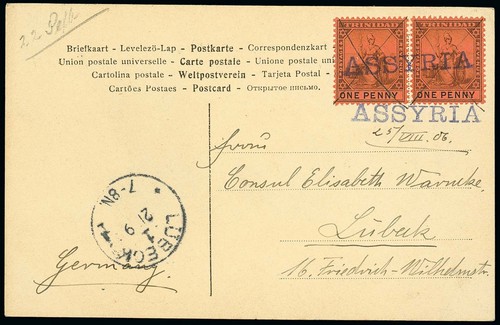 22 Paffr
Briefkaart - Levelező-Lap - Postkarte - Correspondenzkart
Union postale universelle - Carte postale - Unione postale uni
Cartolina postale - Weltpostverein - Tarjeta Postal -
Cartões Postaes - Postcard - Открытое письмо.
TRINIDAD TRINIDAD
ASSYRIA
ONE PENNY ONE PENNY
ASSYRIA
25/VIII. 06.
Frau
Consul Elisabeth Warncke.
Lübeck
16. Friedrich-Wilhelmstr.
Germany.
LÜBECK
7-8N